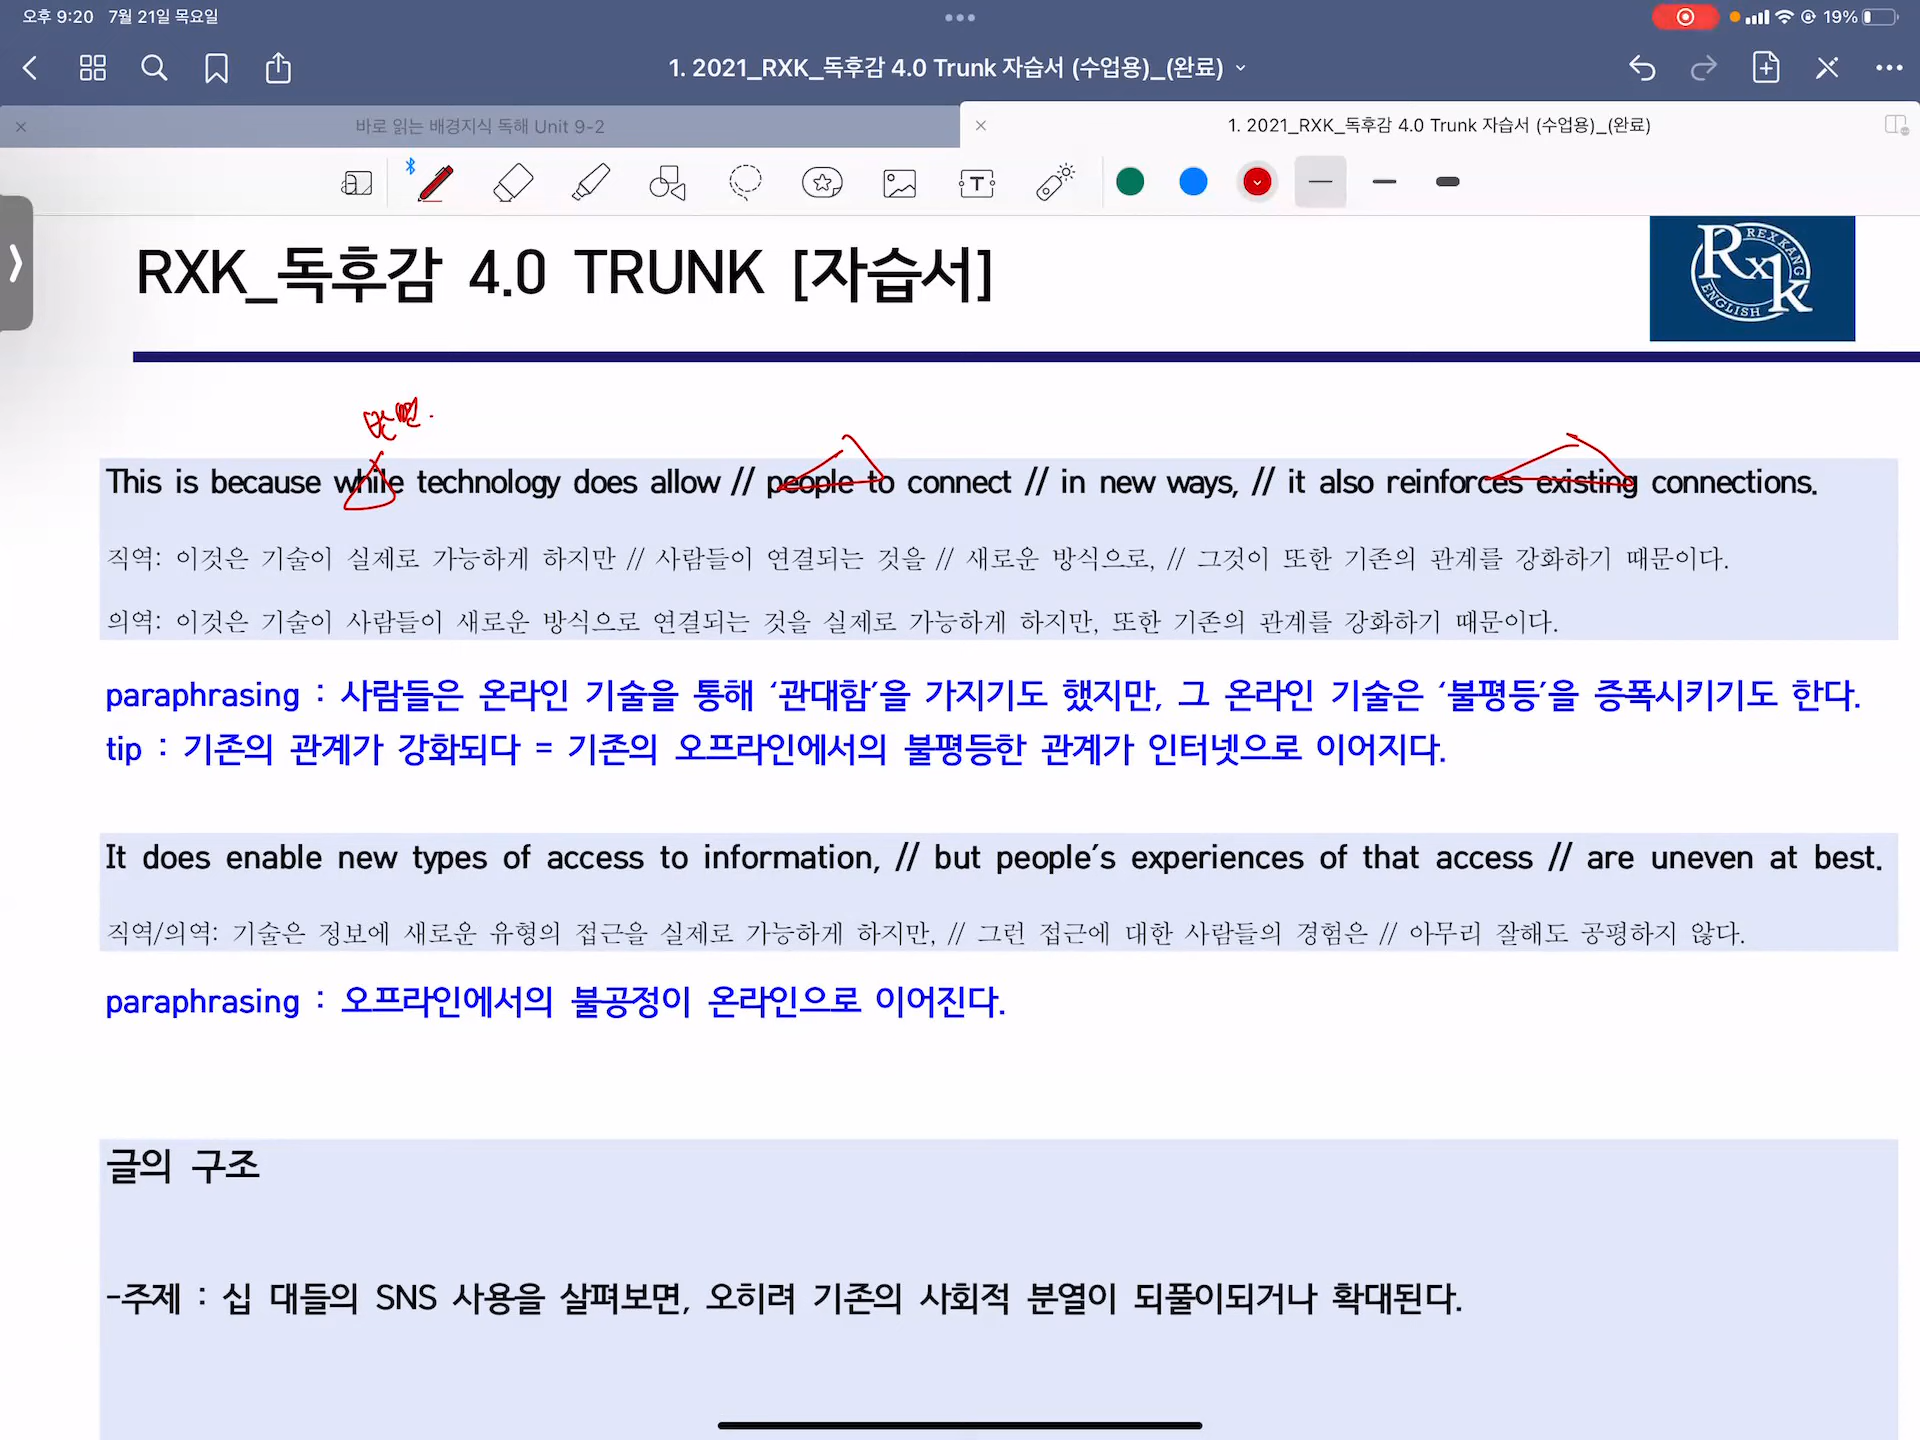 오후 9:20 7월 21일 목요일
19%
1. 2021_RXK_독후감 4.0 Trunk 자습서 (수업용)_(완료)
바로 읽는 배경지식 독해 Unit 9-2
1. 2021_RXK_독후감 4.0 Trunk 자습서 (수업용)_(완료)
RXK_독후감 4.0 TRUNK [자습서]
REX KANG
RXK
ENGLISH
반면.
This is because while technology does allow // people to connect // in new ways, // it also reinforces existing connections.
직역: 이것은 기술이 실제로 가능하게 하지만 // 사람들이 연결되는 것을 // 새로운 방식으로, // 그것이 또한 기존의 관계를 강화하기 때문이다.
의역: 이것은 기술이 사람들이 새로운 방식으로 연결되는 것을 실제로 가능하게 하지만, 또한 기존의 관계를 강화하기 때문이다.
paraphrasing : 사람들은 온라인 기술을 통해 ‘관대함’을 가지기도 했지만, 그 온라인 기술은 ‘불평등’을 증폭시키기도 한다.
tip : 기존의 관계가 강화되다 = 기존의 오프라인에서의 불평등한 관계가 인터넷으로 이어지다.
It does enable new types of access to information, // but people’s experiences of that access // are uneven at best.
직역/의역: 기술은 정보에 새로운 유형의 접근을 실제로 가능하게 하지만, // 그런 접근에 대한 사람들의 경험은 // 아무리 잘해도 공평하지 않다.
paraphrasing : 오프라인에서의 불공정이 온라인으로 이어진다.
글의 구조
-주제 : 십 대들의 SNS 사용을 살펴보면, 오히려 기존의 사회적 분열이 되풀이되거나 확대된다.